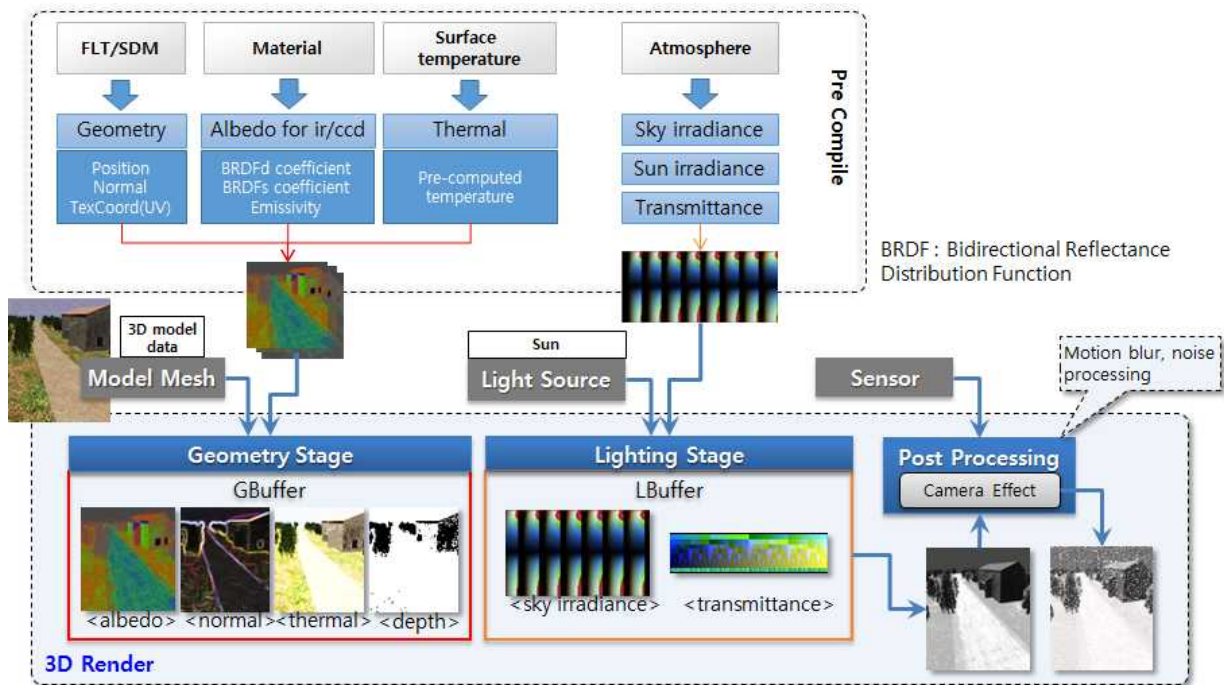 FLT/SDM
Material
Surface
temperature
Atmosphere
Pre Compile
Geometry
Position
Normal
TexCoord(UV)
Albedo for ir/ccd
BRDFd coefficient
BRDFs coefficient
Emissivity
Thermal
Pre-computed
temperature
Sky irradiance
Sun irradiance
Transmittance
BRDF : Bidirectional Reflectance
Distribution Function
3D model
data
Model Mesh
Sun
Light Source
Sensor
Motion blur, noise
processing
Geometry Stage
GBuffer
<albedo>
<normal>
<thermal>
<depth>
Lighting Stage
LBuffer
<sky irradiance>
<transmittance>
Post Processing
Camera Effect
3D Render